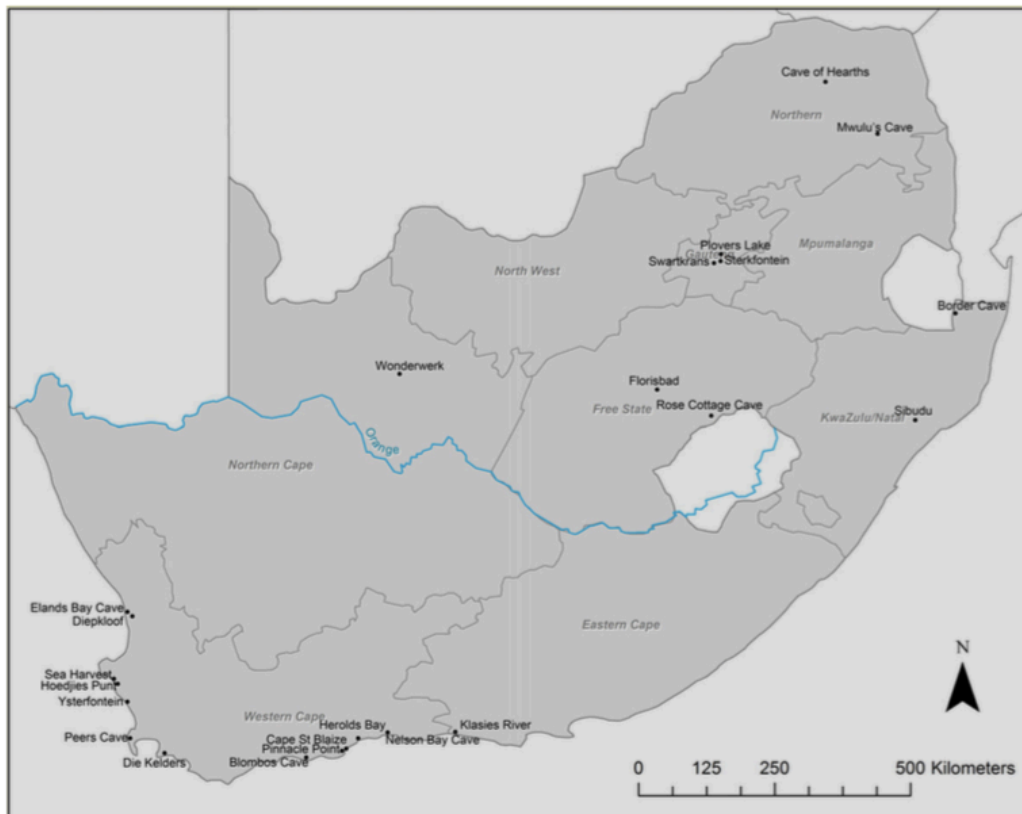 Cave of Hearths
Northern
Mwulu's Cave
Plovers Lake
Mpumalanga
Gauteng
Swartkrans
Sterkfontein
North West
Border Cave
Wonderwerk
Florisbad
Free State
Rose Cottage Cave
Sibudu
KwaZulu/Natal
Orange
Northern Cape
Elands Bay Cave
Diepkloof
Eastern Cape
N
Sea Harvest
Hoedjies Punt
Ysterfontein
Western Cape
Herolds Bay
Klasies River
Peers Cave
Cape St Blaize
Nelson Bay Cave
Pinnacle Point
Die Kelders
Blombos Cave
0 125 250 500 Kilometers